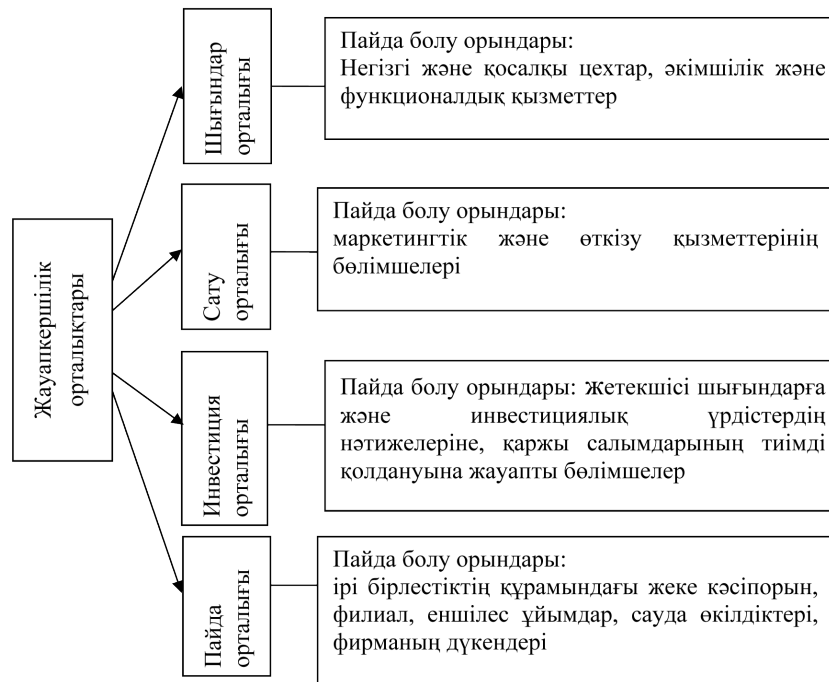 Жауапкершілік
орталықтары
Шығындар
орталығы
Пайда болу орындары:
Негізгі және қосалқы цехтар, әкімшілік және
функционалдық қызметтер
Сату
орталығы
Пайда болу орындары:
маркетингтік және өткізу қызметтерінің
бөлімшелері
Инвестиция
орталығы
Пайда болу орындары: Жетекшісі шығындарға
және инвестициялық үрдістердің
нәтижелеріне, қаржы салымдарының тиімді
қолдануына жауапты бөлімшелер
Пайда
орталығы
Пайда болу орындары:
ірі бірлестіктің құрамындағы жеке кәсіпорын,
филиал, еншілес ұйымдар, сауда өкілдіктері,
фирманың дүкендері